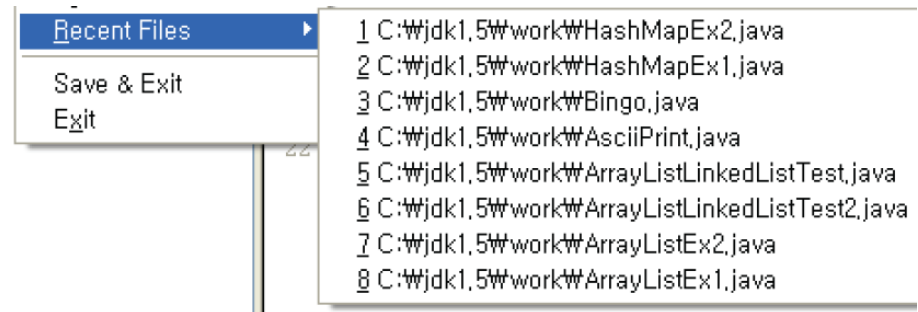 Recent Files
Save & Exit
Exit
1 C:₩jdk1.5₩work₩HashMapEx2.java
2 C:₩jdk1.5₩work₩HashMapEx1.java
3 C:₩jdk1.5₩work₩Bingo.java
4 C:₩jdk1.5₩work₩AsciiPrint.java
5 C:₩jdk1.5₩work₩ArrayListLinkedListTest.java
6 C:₩jdk1.5₩work₩ArrayListLinkedListTest2.java
7 C:₩jdk1.5₩work₩ArrayListEx2.java
8 C:₩jdk1.5₩work₩ArrayListEx1.java